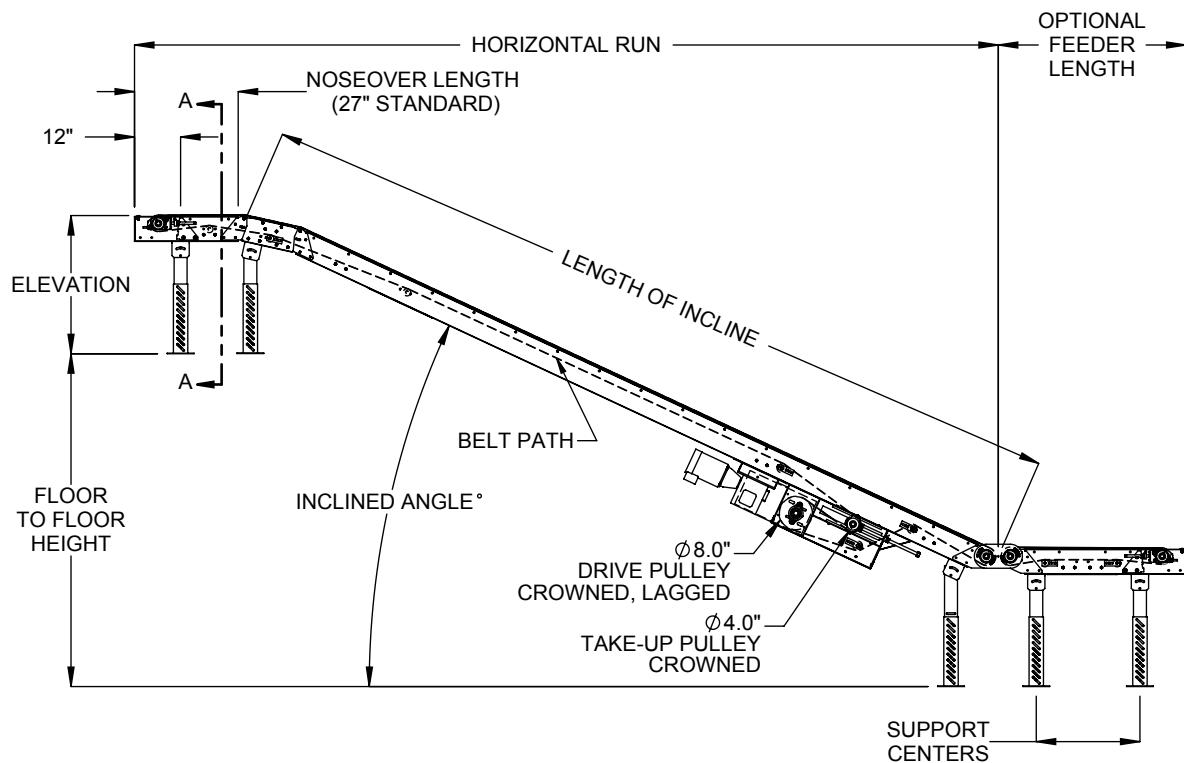 HORIZONTAL RUN
OPTIONAL
FEEDER
LENGTH
NOSEOVER LENGTH
(27" STANDARD)
A
12"
LENGTH OF INCLINE
ELEVATION
A
BELT PATH
FLOOR
TO FLOOR
HEIGHT
INCLINED ANGLE°
Ø8.0"
DRIVE PULLEY
CROWNED, LAGGED
Ø4.0"
TAKE-UP PULLEY
CROWNED
SUPPORT
CENTERS